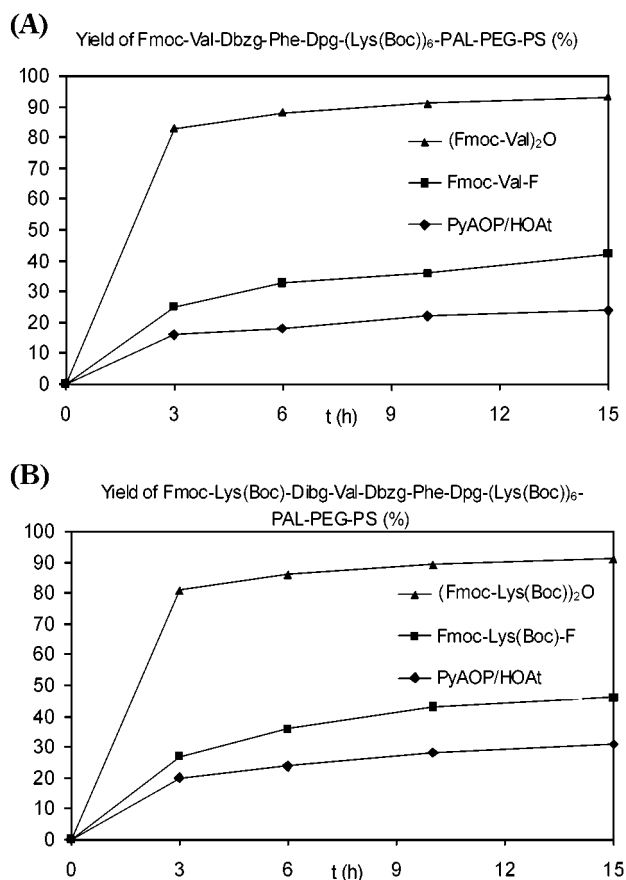 (A)
Yield of Fmoc-Val-Dbzg-Phe-Dpg-(Lys(Boc))₆-PAL-PEG-PS (%)
100
90
80
70
60
50
40
30
20
10
0
(Fmoc-Val)₂O
Fmoc-Val-F
PyAOP/HOAt
0 3 6 9 12 15
t (h)
(B)
Yield of Fmoc-Lys(Boc)-Dibg-Val-Dbzg-Phe-Dpg-(Lys(Boc))₆-
PAL-PEG-PS (%)
100
90
80
70
60
50
40
30
20
10
0
(Fmoc-Lys(Boc))₂O
Fmoc-Lys(Boc)-F
PyAOP/HOAt
0 3 6 9 12 15
t (h)